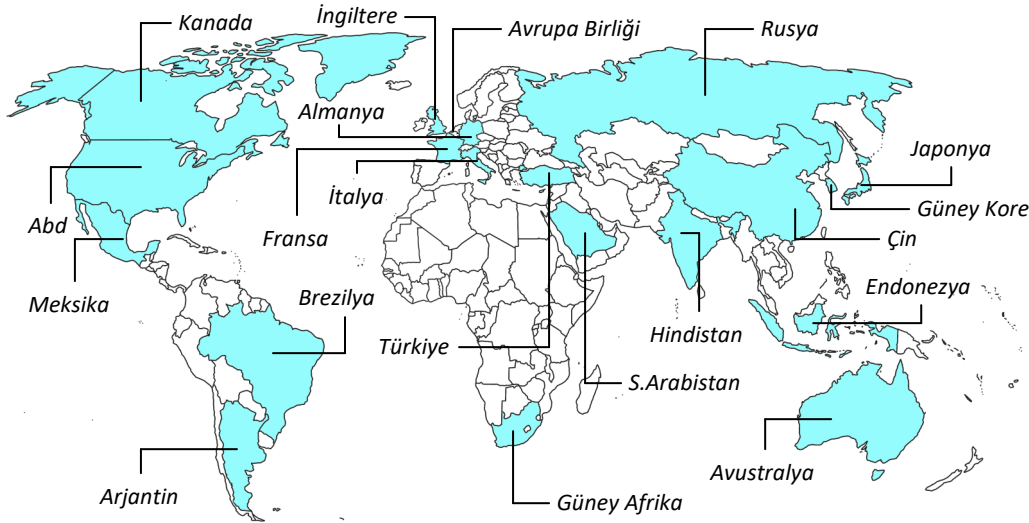 Kanada
İngiltere
Avrupa Birliği
Rusya
Almanya
Japonya
İtalya
Abd
Fransa
Güney Kore
Çin
Meksika
Brezilya
Endonezya
Hindistan
Türkiye
S.Arabistan
Avustralya
Arjantin
Güney Afrika